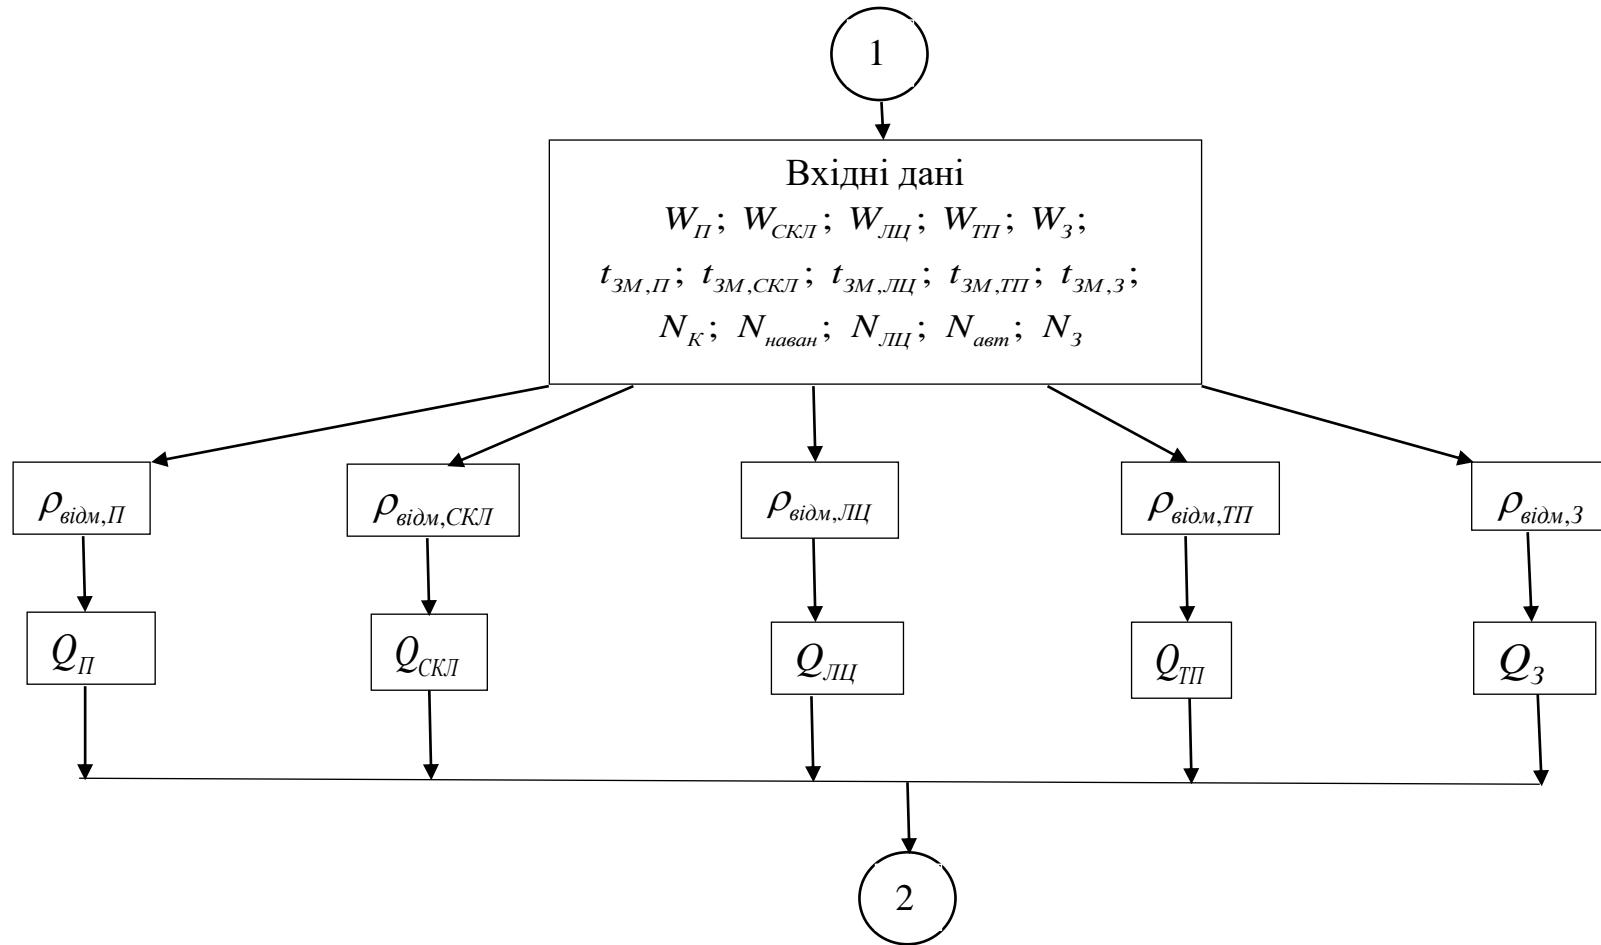 1
Вхідні дані
W_П; W_СКЛ; W_ЛЦ; W_ТП; W_З;
t_ЗМ,П; t_ЗМ,СКЛ; t_ЗМ,ЛЦ; t_ЗМ,ТП; t_ЗМ,З;
N_К; N_наван; N_ЛЦ; N_авт; N_З
ρ_відм,П
ρ_відм,СКЛ
ρ_відм,ЛЦ
ρ_відм,ТП
ρ_відм,З
Q_П
Q_СКЛ
Q_ЛЦ
Q_ТП
Q_З
2